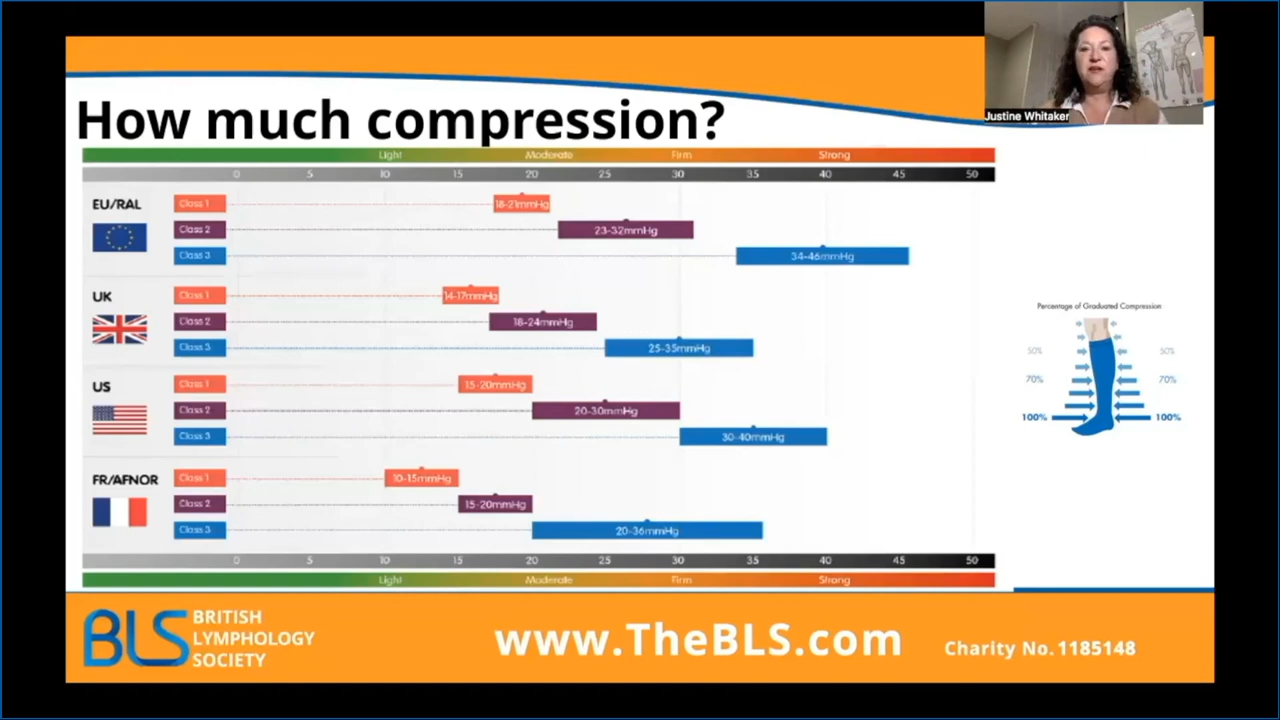 Justine Whitaker
How much compression?
Light Moderate Firm Strong
0 5 10 15 20 25 30 35 40 45 50
EU/RAL
Class 1 18-21mmHg
Class 2 23-32mmHg
Class 3 34-46mmHg
UK
Class 1 14-17mmHg
Class 2 18-24mmHg
Class 3 25-35mmHg
US
Class 1 15-20mmHg
Class 2 20-30mmHg
Class 3 30-40mmHg
FR/AFNOR
Class 1 10-15mmHg
Class 2 15-20mmHg
Class 3 20-36mmHg
0 5 10 15 20 25 30 35 40 45 50
Light Moderate Firm Strong
Percentage of Graduated Compression
50% 50%
70% 70%
100% 100%
BLS
BRITISH
LYMPHOLOGY
SOCIETY
www.TheBLS.com
Charity No. 1185148